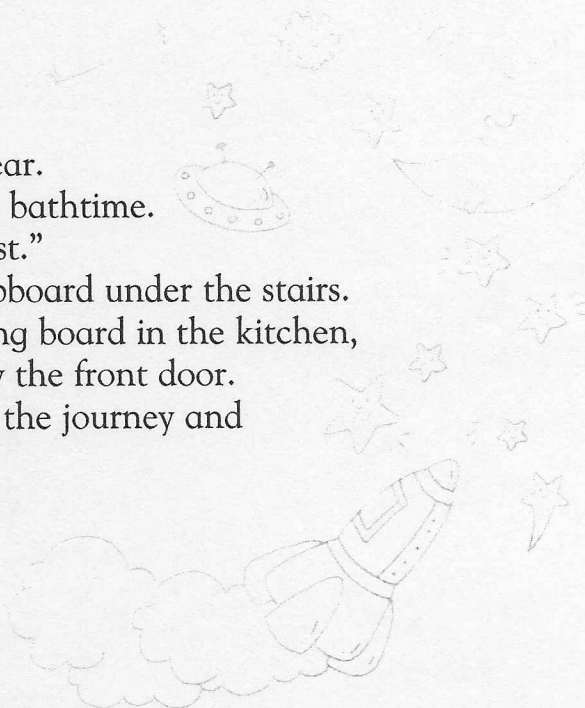 ear.
bathtime.
st.”
pboard under the stairs.
ng board in the kitchen,
y the front door.
the journey and